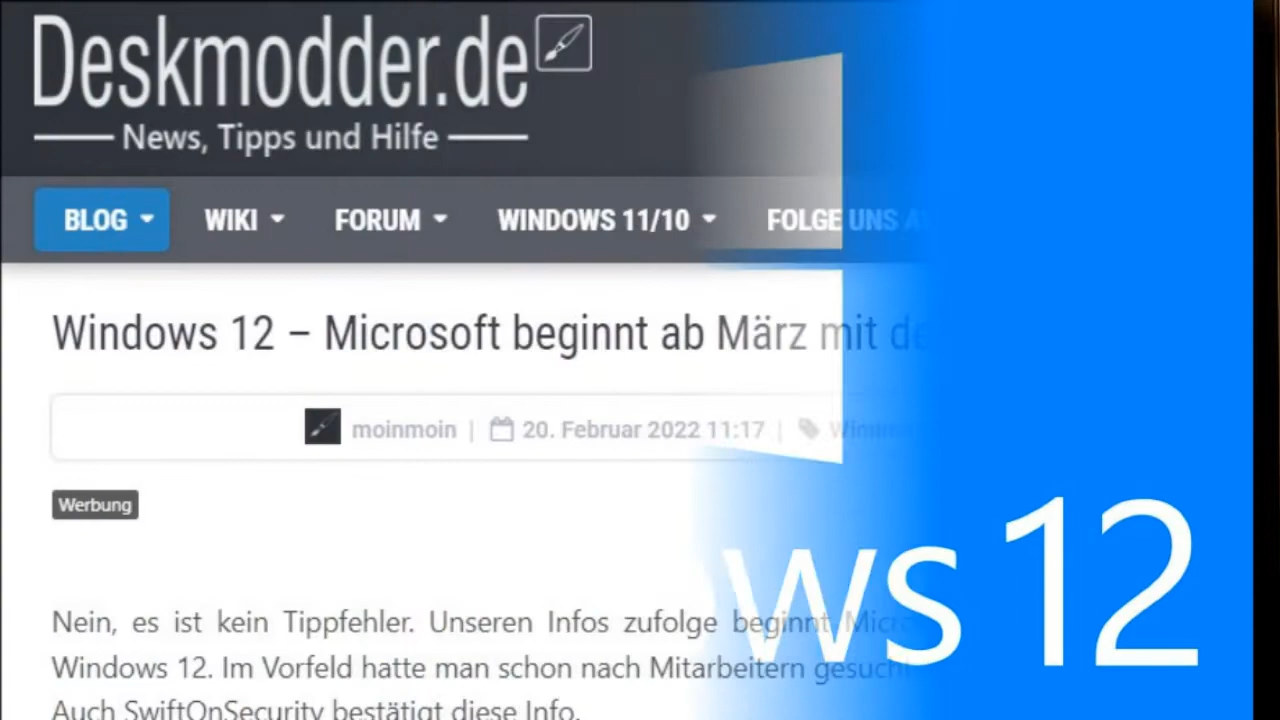 Deskmodder.de
News, Tipps und Hilfe
BLOG WIKI FORUM WINDOWS 11/10 FOLGE UNS
Windows 12 – Microsoft beginnt ab März mit
moinmoin | 20. Februar 2022 11:17 |
Werbung
ws 12
Nein, es ist kein Tippfehler. Unseren Infos zufolge beginnt
Windows 12. Im Vorfeld hatte man schon nach Mitarbeitern gesucht
Auch SwiftOnSecurity bestätigt diese Info.